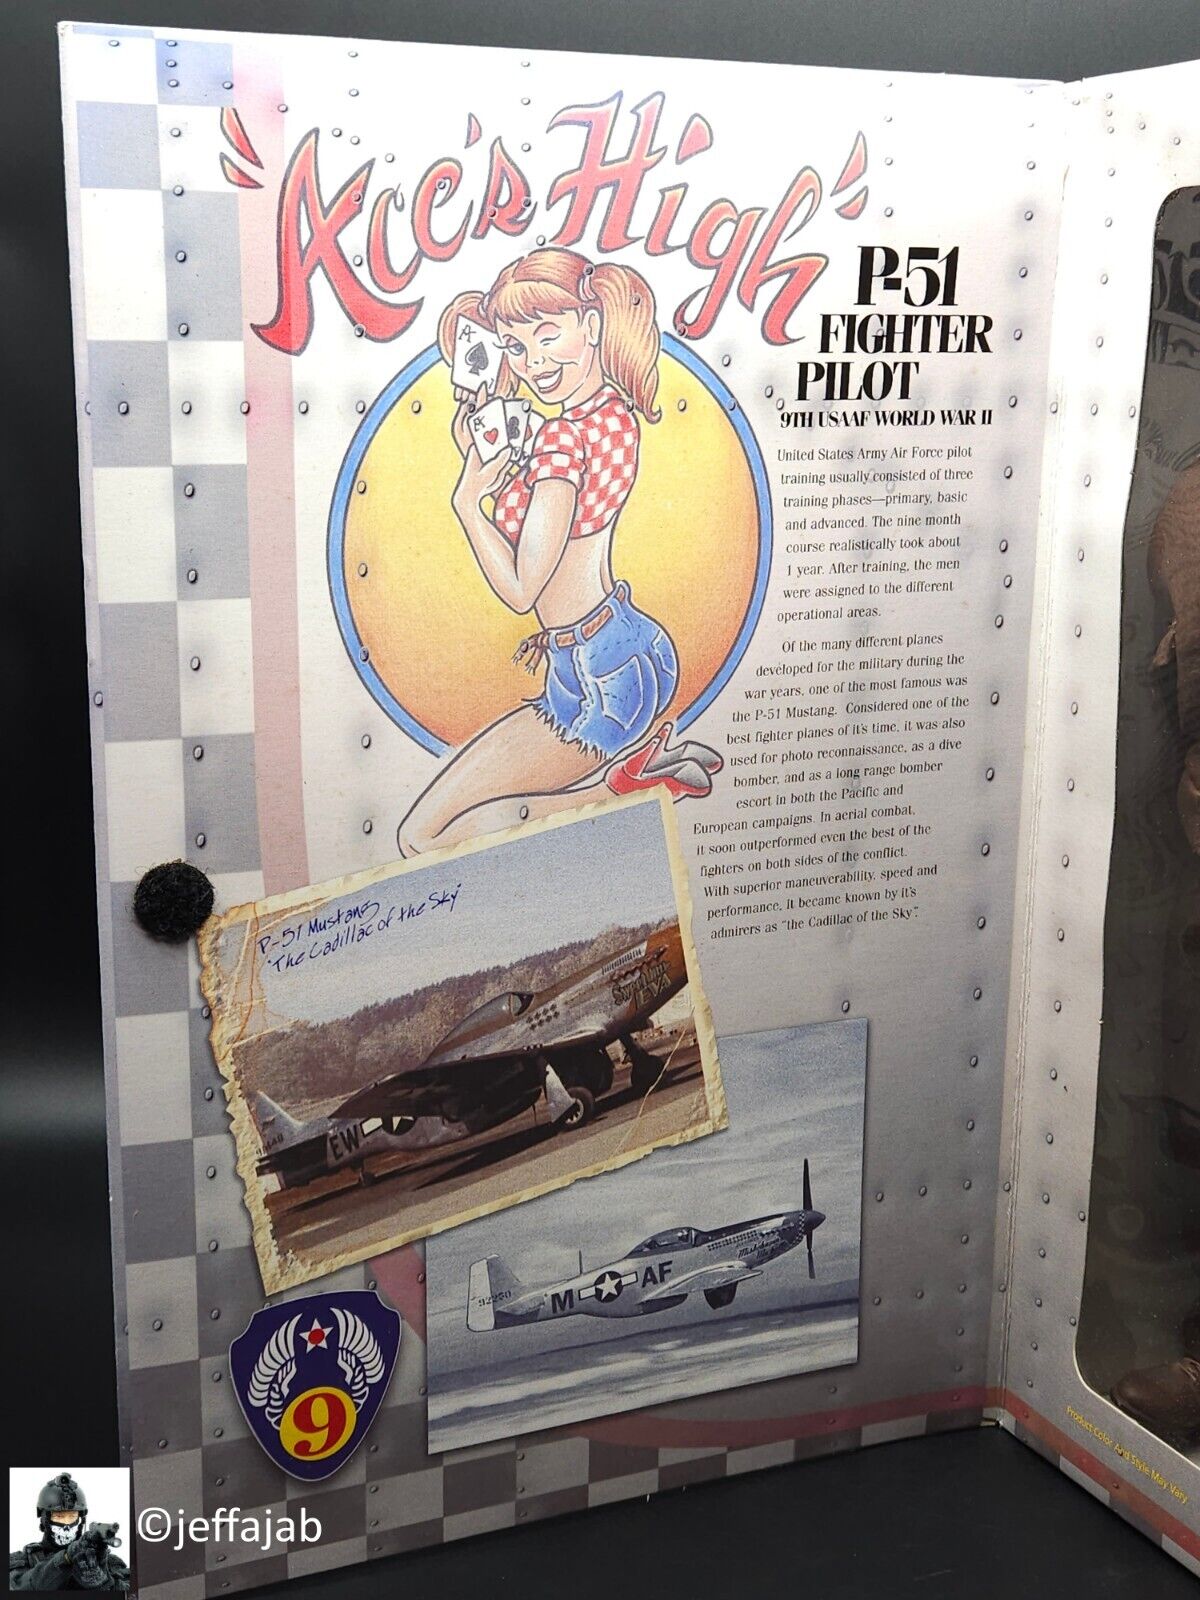 "Ace's High"
P-51
FIGHTER
PILOT
9TH USAAF WORLD WAR II
United States Army Air Force pilot
training usually consisted of three
training phases—primary, basic
and advanced. The nine month
course realistically took about
1 year. After training, the men
were assigned to the different
operational areas.
Of the many different planes
developed for the military during the
war years, one of the most famous was
the P-51 Mustang. Considered one of the
best fighter planes of it's time, it was also
used for photo reconnaissance, as a dive
bomber, and as a long range bomber
escort in both the Pacific and
European campaigns. In aerial combat,
it soon outperformed even the best of the
fighters on both sides of the conflict.
With superior maneuverability, speed and
performance, it became known by it's
admirers as "the Cadillac of the Sky".
P-51 Mustang
"The Cadillac of the Sky"
EVA
EW
M AF
9
Product Color And Style May Vary
©jeffajab